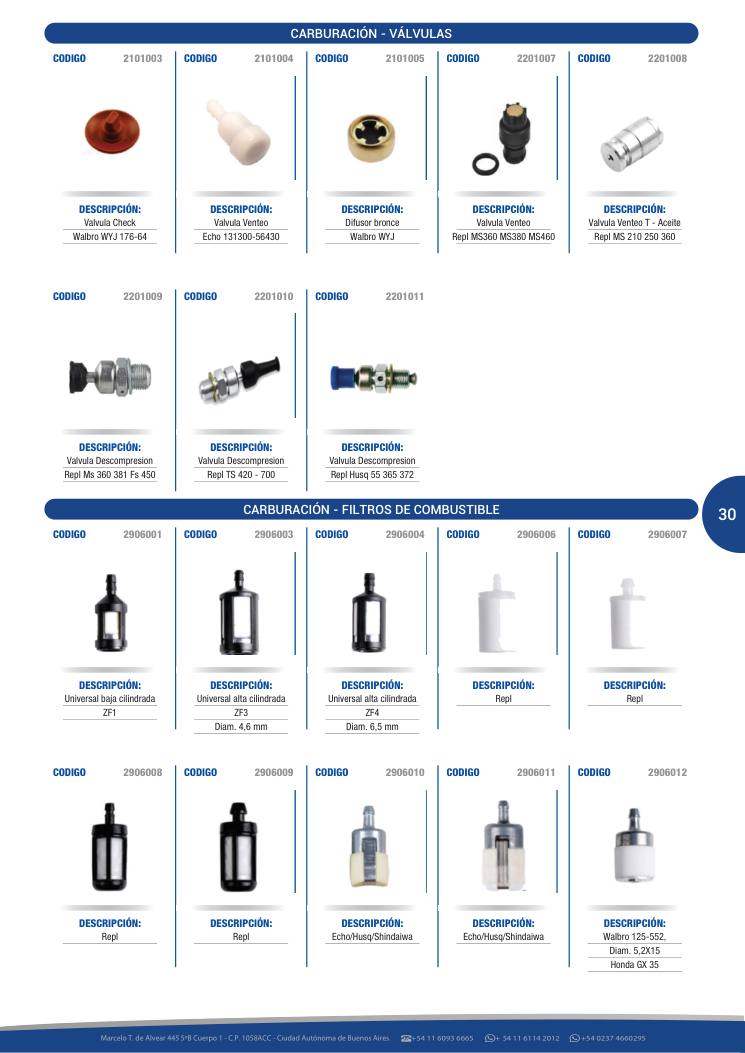 CARBURACIÓN - VÁLVULAS
CODIGO 2101003
DESCRIPCIÓN:
Valvula Check
Walbro WYJ 176-64
CODIGO 2101004
DESCRIPCIÓN:
Valvula Venteo
Echo 131300-56430
CODIGO 2101005
DESCRIPCIÓN:
Difusor bronce
Walbro WYJ
CODIGO 2201007
DESCRIPCIÓN:
Valvula Venteo
Repl MS360 MS380 MS460
CODIGO 2201008
DESCRIPCIÓN:
Valvula Venteo T - Aceite
Repl MS 210 250 360
CODIGO 2201009
DESCRIPCIÓN:
Valvula Descompresion
Repl Ms 360 381 Fs 450
CODIGO 2201010
DESCRIPCIÓN:
Valvula Descompresion
Repl TS 420 - 700
CODIGO 2201011
DESCRIPCIÓN:
Valvula Descompresion
Repl Husq 55 365 372
CARBURACIÓN - FILTROS DE COMBUSTIBLE
30
CODIGO 2906001
DESCRIPCIÓN:
Universal baja cilindrada
ZF1
CODIGO 2906003
DESCRIPCIÓN:
Universal alta cilindrada
ZF3
Diam. 4,6 mm
CODIGO 2906004
DESCRIPCIÓN:
Universal alta cilindrada
ZF4
Diam. 6,5 mm
CODIGO 2906006
DESCRIPCIÓN:
Repl
CODIGO 2906007
DESCRIPCIÓN:
Repl
CODIGO 2906008
DESCRIPCIÓN:
Repl
CODIGO 2906009
DESCRIPCIÓN:
Repl
CODIGO 2906010
DESCRIPCIÓN:
Echo/Husq/Shindaiwa
CODIGO 2906011
DESCRIPCIÓN:
Echo/Husq/Shindaiwa
CODIGO 2906012
DESCRIPCIÓN:
Walbro 125-552,
Diam. 5,2X15
Honda GX 35
Marcelo T. de Alvear 445 5ºB Cuerpo 1 - C.P. 1058ACC - Ciudad Autónoma de Buenos Aires +54 11 6093 6665 + 54 11 6114 2012 +54 0237 4660295